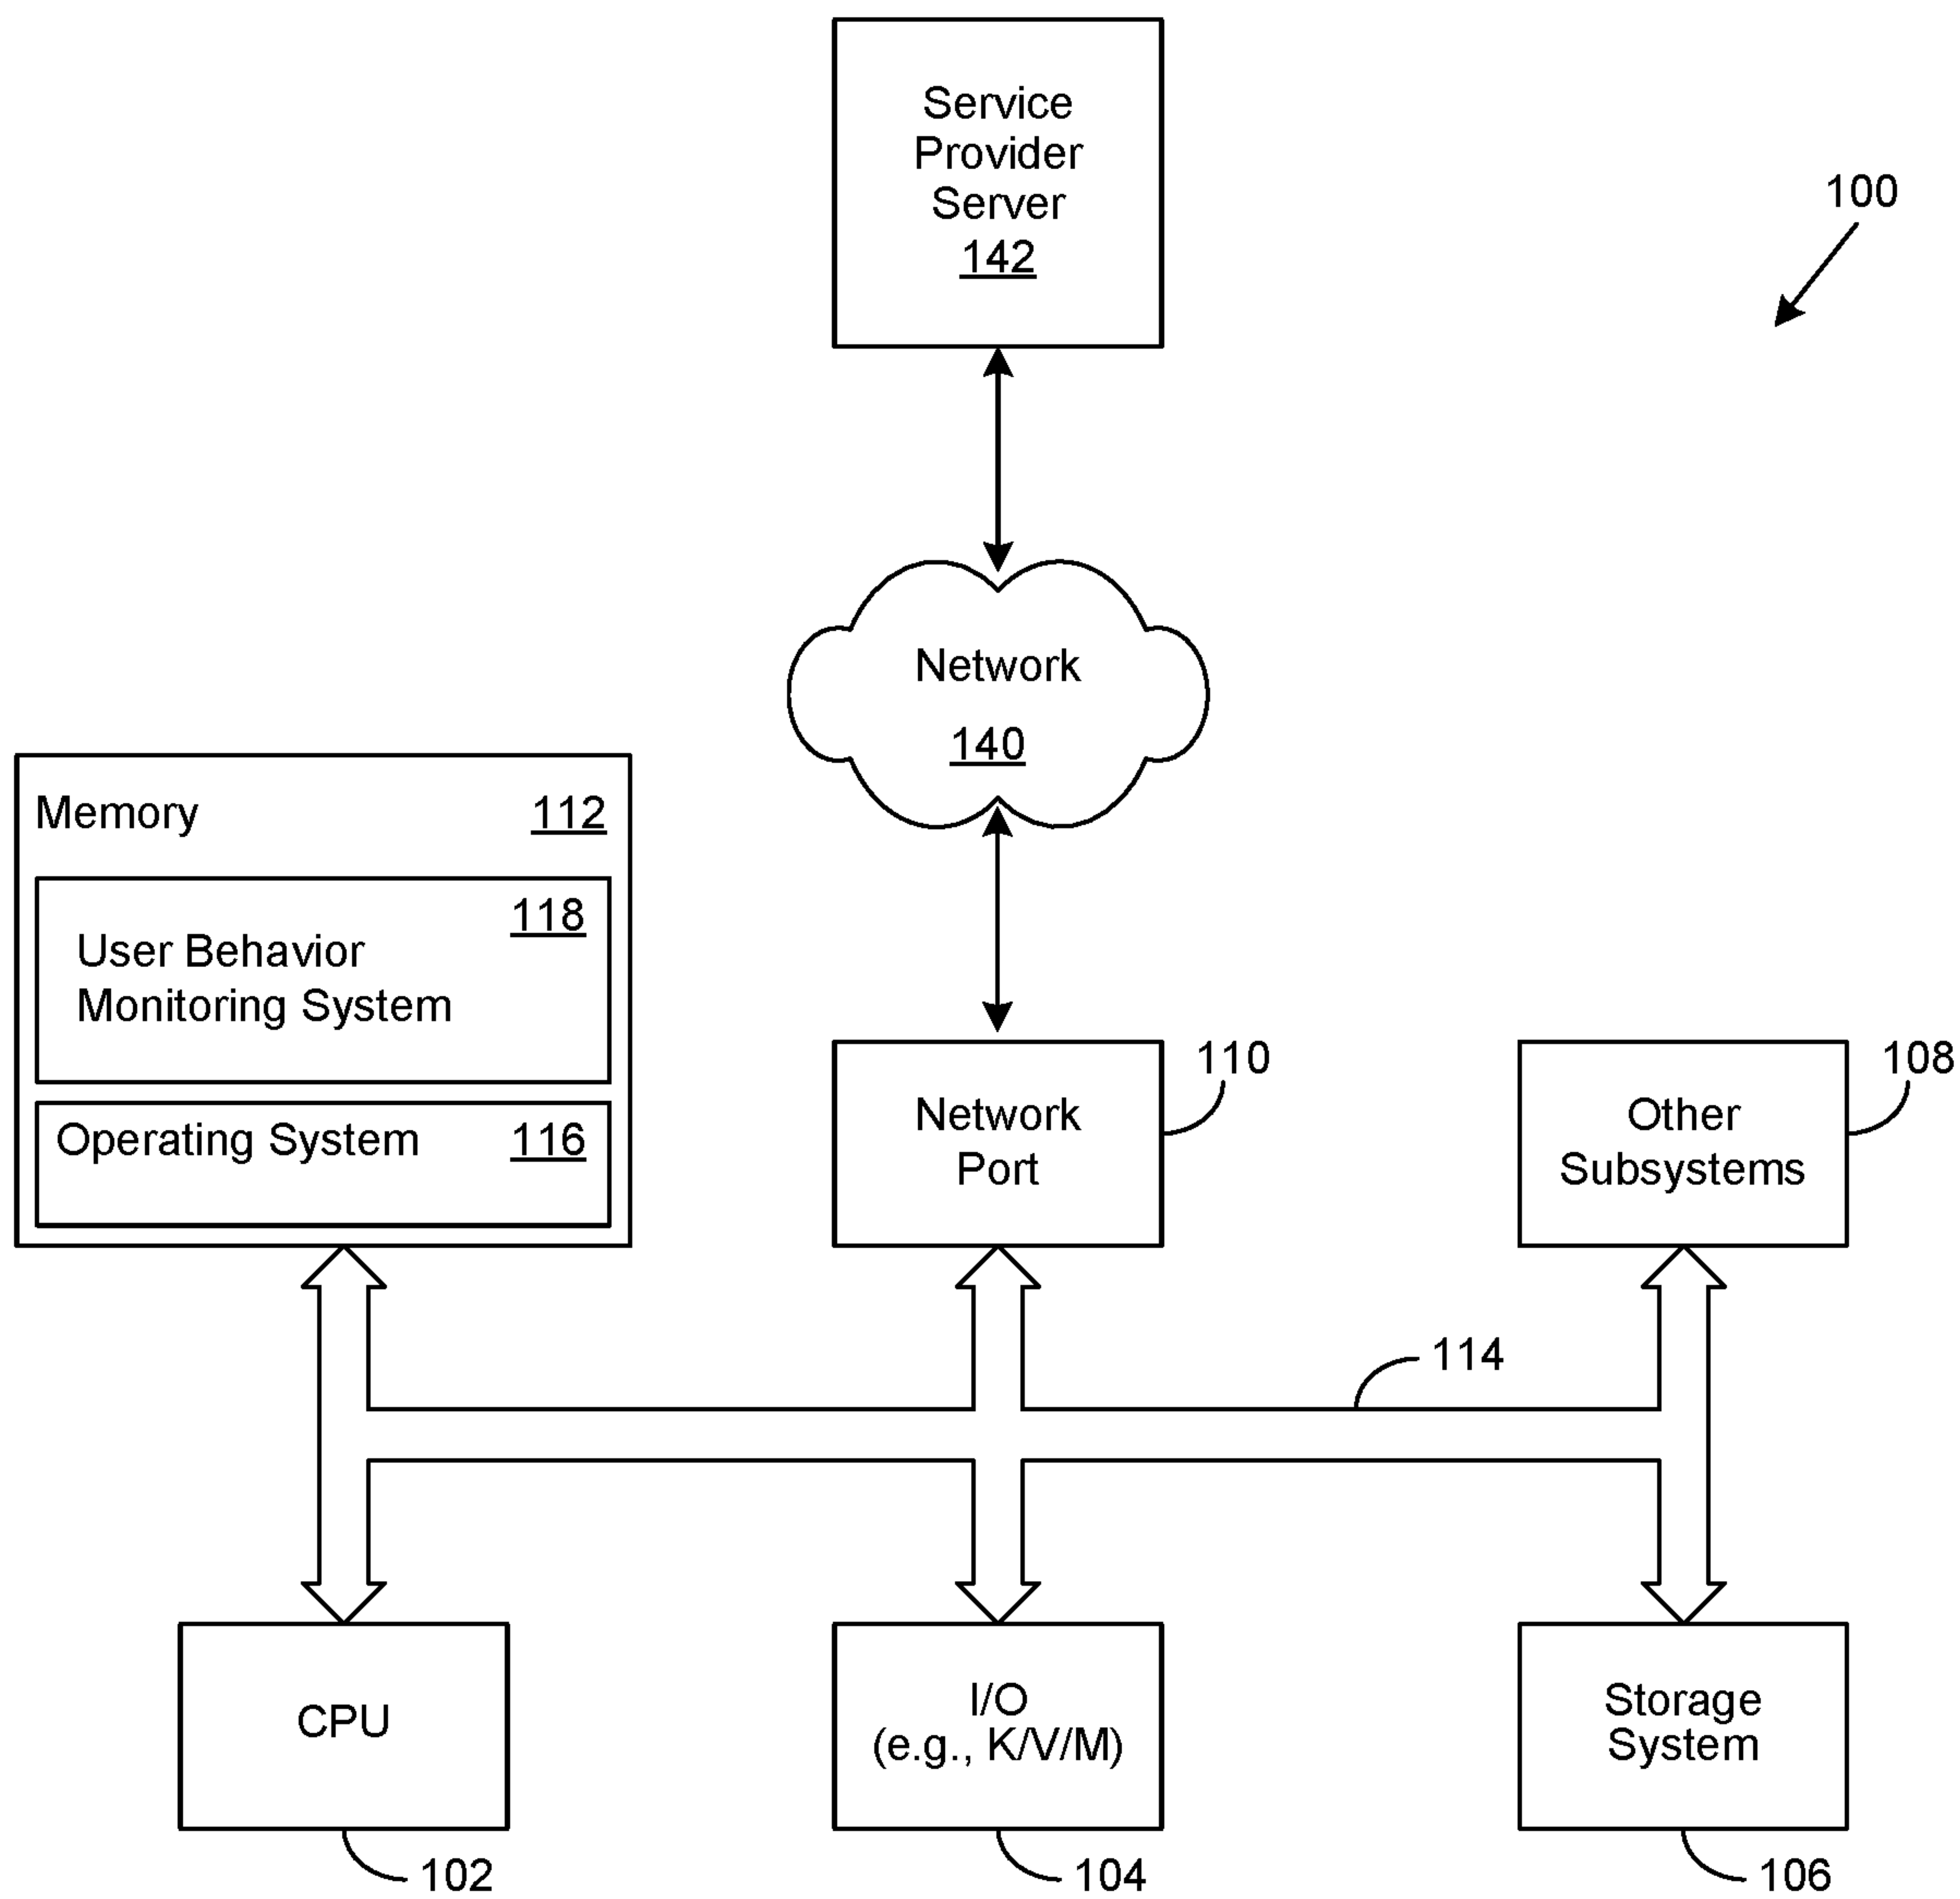 Service
Provider
Server
142
100
Network
140
Memory 112
118
User Behavior
Monitoring System
Operating System 116
Network
Port
110
Other
Subsystems
108
114
CPU
102
I/O
(e.g., K/V/M)
104
Storage
System
106